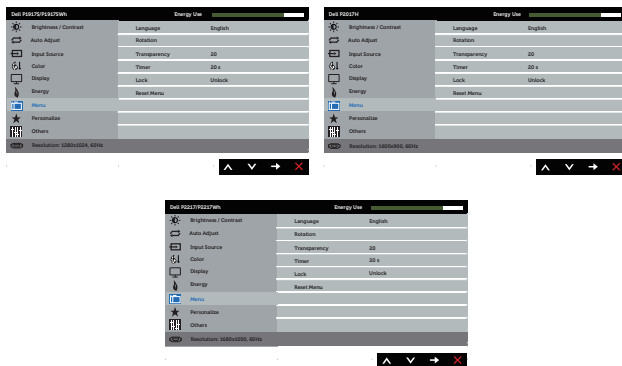 Dell P1917S/P1917SWh Energy Use
Brightness / Contrast Language English
Auto Adjust Rotation
Input Source Transparency 20
Color Timer 20 s
Display Lock Unlock
Energy Reset Menu
Menu
Personalize
Others
Resolution: 1280x1024, 60Hz
Dell P2017H Energy Use
Brightness / Contrast Language English
Auto Adjust Rotation
Input Source Transparency 20
Color Timer 20 s
Display Lock Unlock
Energy Reset Menu
Menu
Personalize
Others
Resolution: 1600x900, 60Hz
Dell P2217/P2217Wh Energy Use
Brightness / Contrast Language English
Auto Adjust Rotation
Input Source Transparency 20
Color Timer 20 s
Display Lock Unlock
Energy Reset Menu
Menu
Personalize
Others
Resolution: 1680x1050, 60Hz